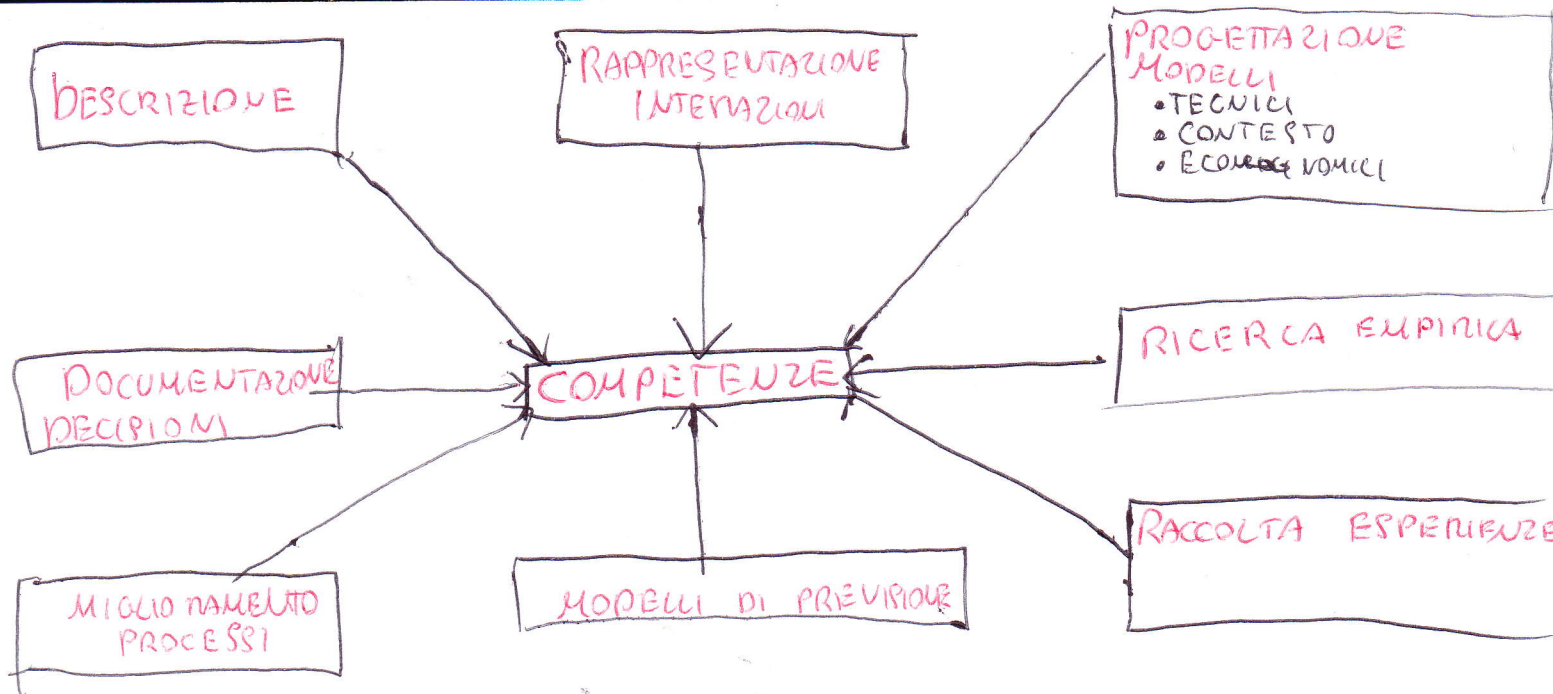 DESCRIZIONE
RAPPRESENTAZIONE
INTERAZIONI
PROGETTAZIONE
MODELLI
• TECNICI
• CONTESTO
• ECONOMICI
DOCUMENTAZIONE
DECISIONI
COMPETENZE
RICERCA EMPIRICA
MIGLIORAMENTO
PROCESSI
MODELLI DI PREVISIONE
RACCOLTA ESPERIENZE